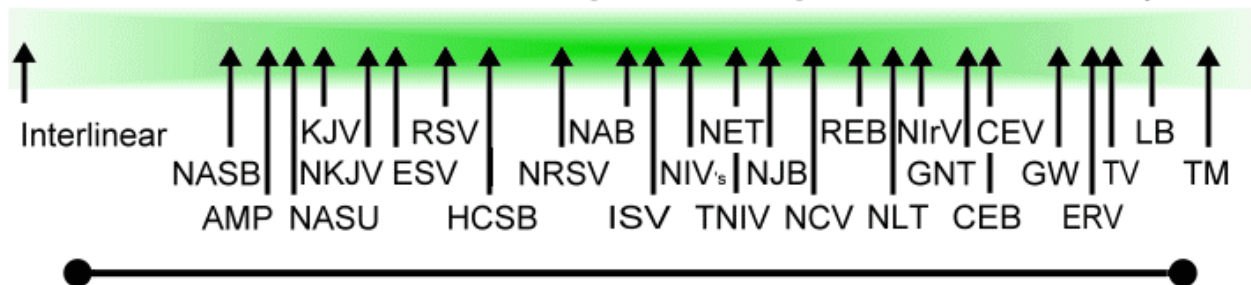 Interlinear KJV RSV NAB NET REB NIrV CEV LB
NASB NKJV ESV NRSV NIV's NJB GNT GW TV TM
AMP NASU HCSB ISV TNIV NCV NLT CEB ERV